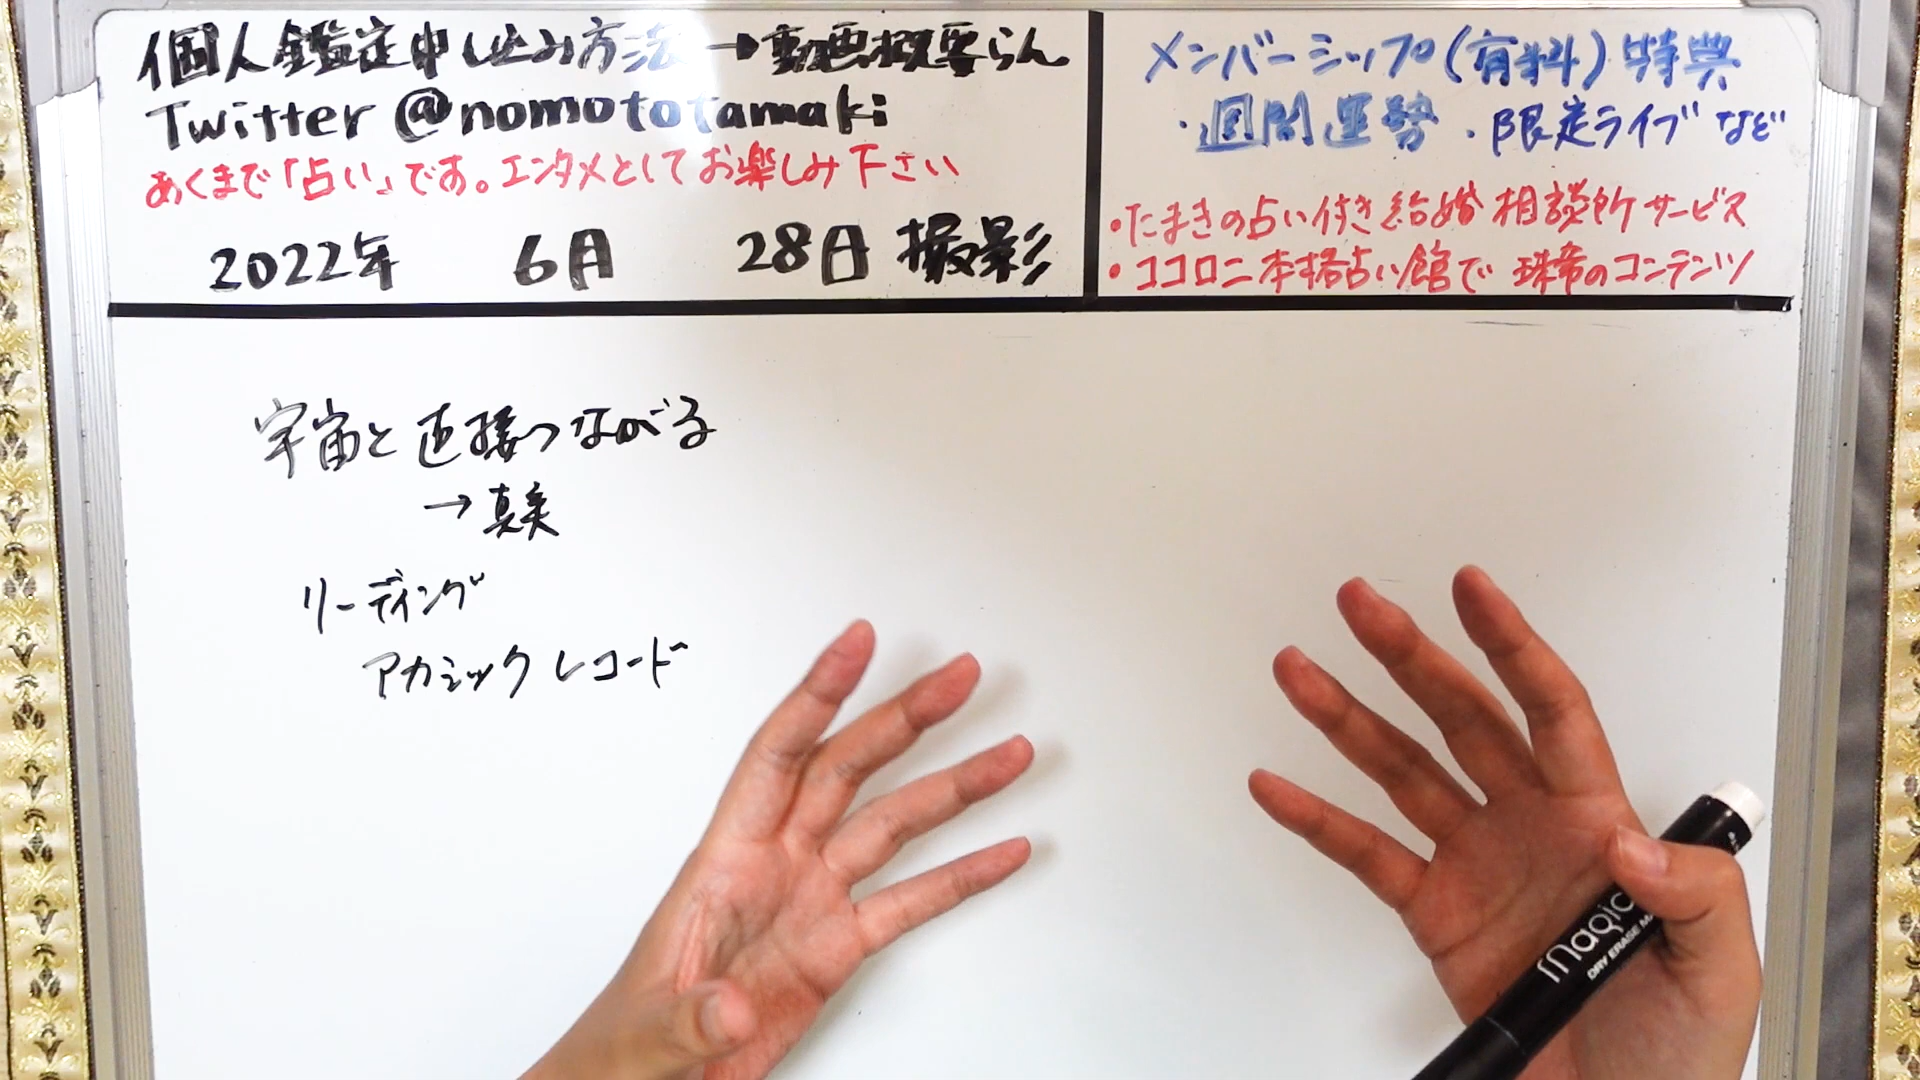 個人鑑定申し込み方法→動画概要らん
Twitter @nomototamaki
あくまで「占い」です。エンタメとしてお楽しみ下さい
2022年 6月 28日 撮影
メンバーシップ(有料)特典
・週間運勢 ・限定ライブ など
・たまきの占い付き結婚相談所サービス
・ココロニ本格占い館で 珠希のコンテンツ
宇宙と直接つながる
→真実
リーディング
アカシックレコード
magic
DRY ERASE